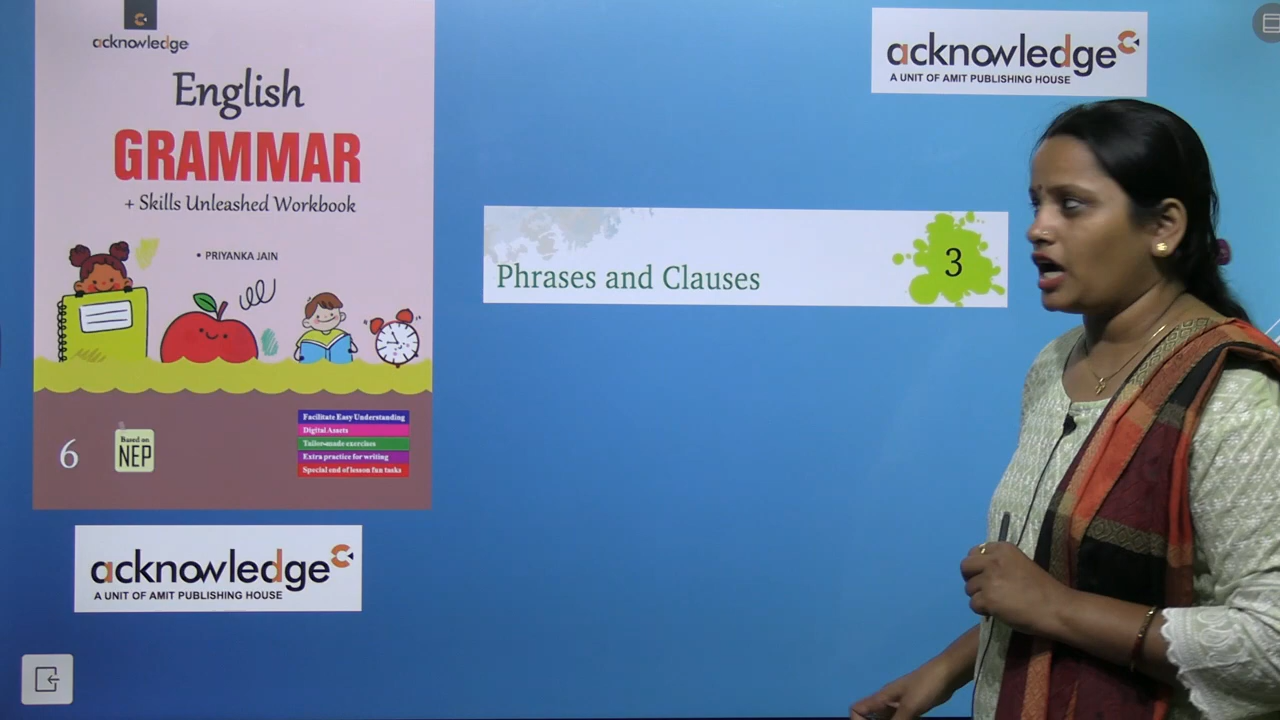 acknowledge
English
GRAMMAR
+ Skills Unleashed Workbook
• PRIYANKA JAIN
Facilitate Easy Understanding
Digital Assets
Tailor-made exercises
Extra practice for writing
Special end of lesson fun tasks
6
Based on
NEP
acknowledge
A UNIT OF AMIT PUBLISHING HOUSE
acknowledge
A UNIT OF AMIT PUBLISHING HOUSE
Phrases and Clauses
3